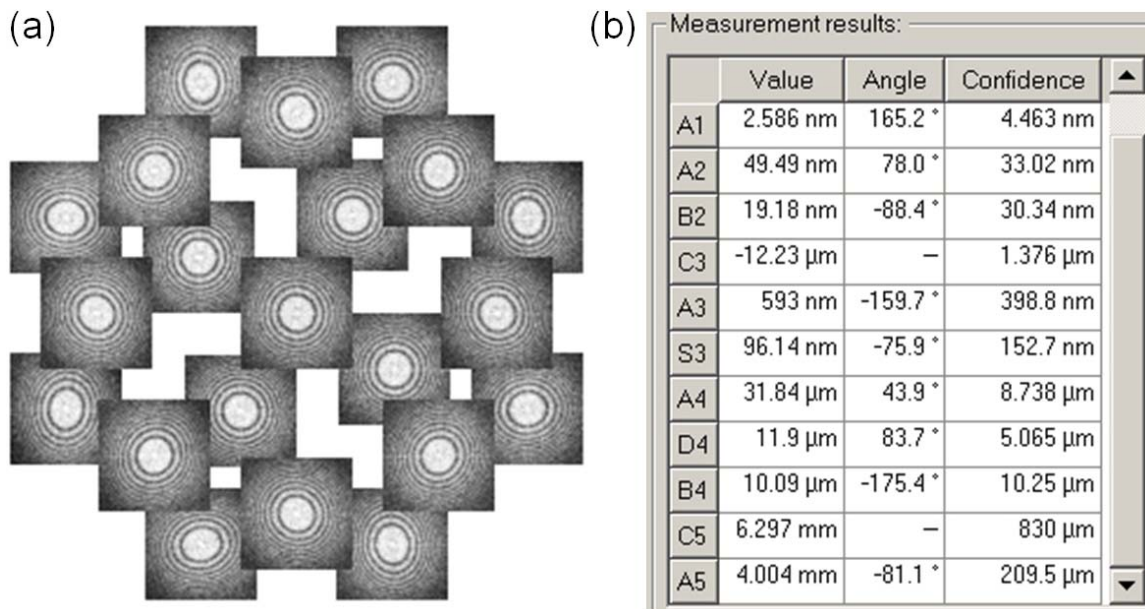 (a)
(b)
Measurement results:
Value Angle Confidence
A1 2.586 nm 165.2 ° 4.463 nm
A2 49.49 nm 78.0 ° 33.02 nm
B2 19.18 nm -88.4 ° 30.34 nm
C3 -12.23 µm – 1.376 µm
A3 593 nm -159.7 ° 398.8 nm
S3 96.14 nm -75.9 ° 152.7 nm
A4 31.84 µm 43.9 ° 8.738 µm
D4 11.9 µm 83.7 ° 5.065 µm
B4 10.09 µm -175.4 ° 10.25 µm
C5 6.297 mm – 830 µm
A5 4.004 mm -81.1 ° 209.5 µm